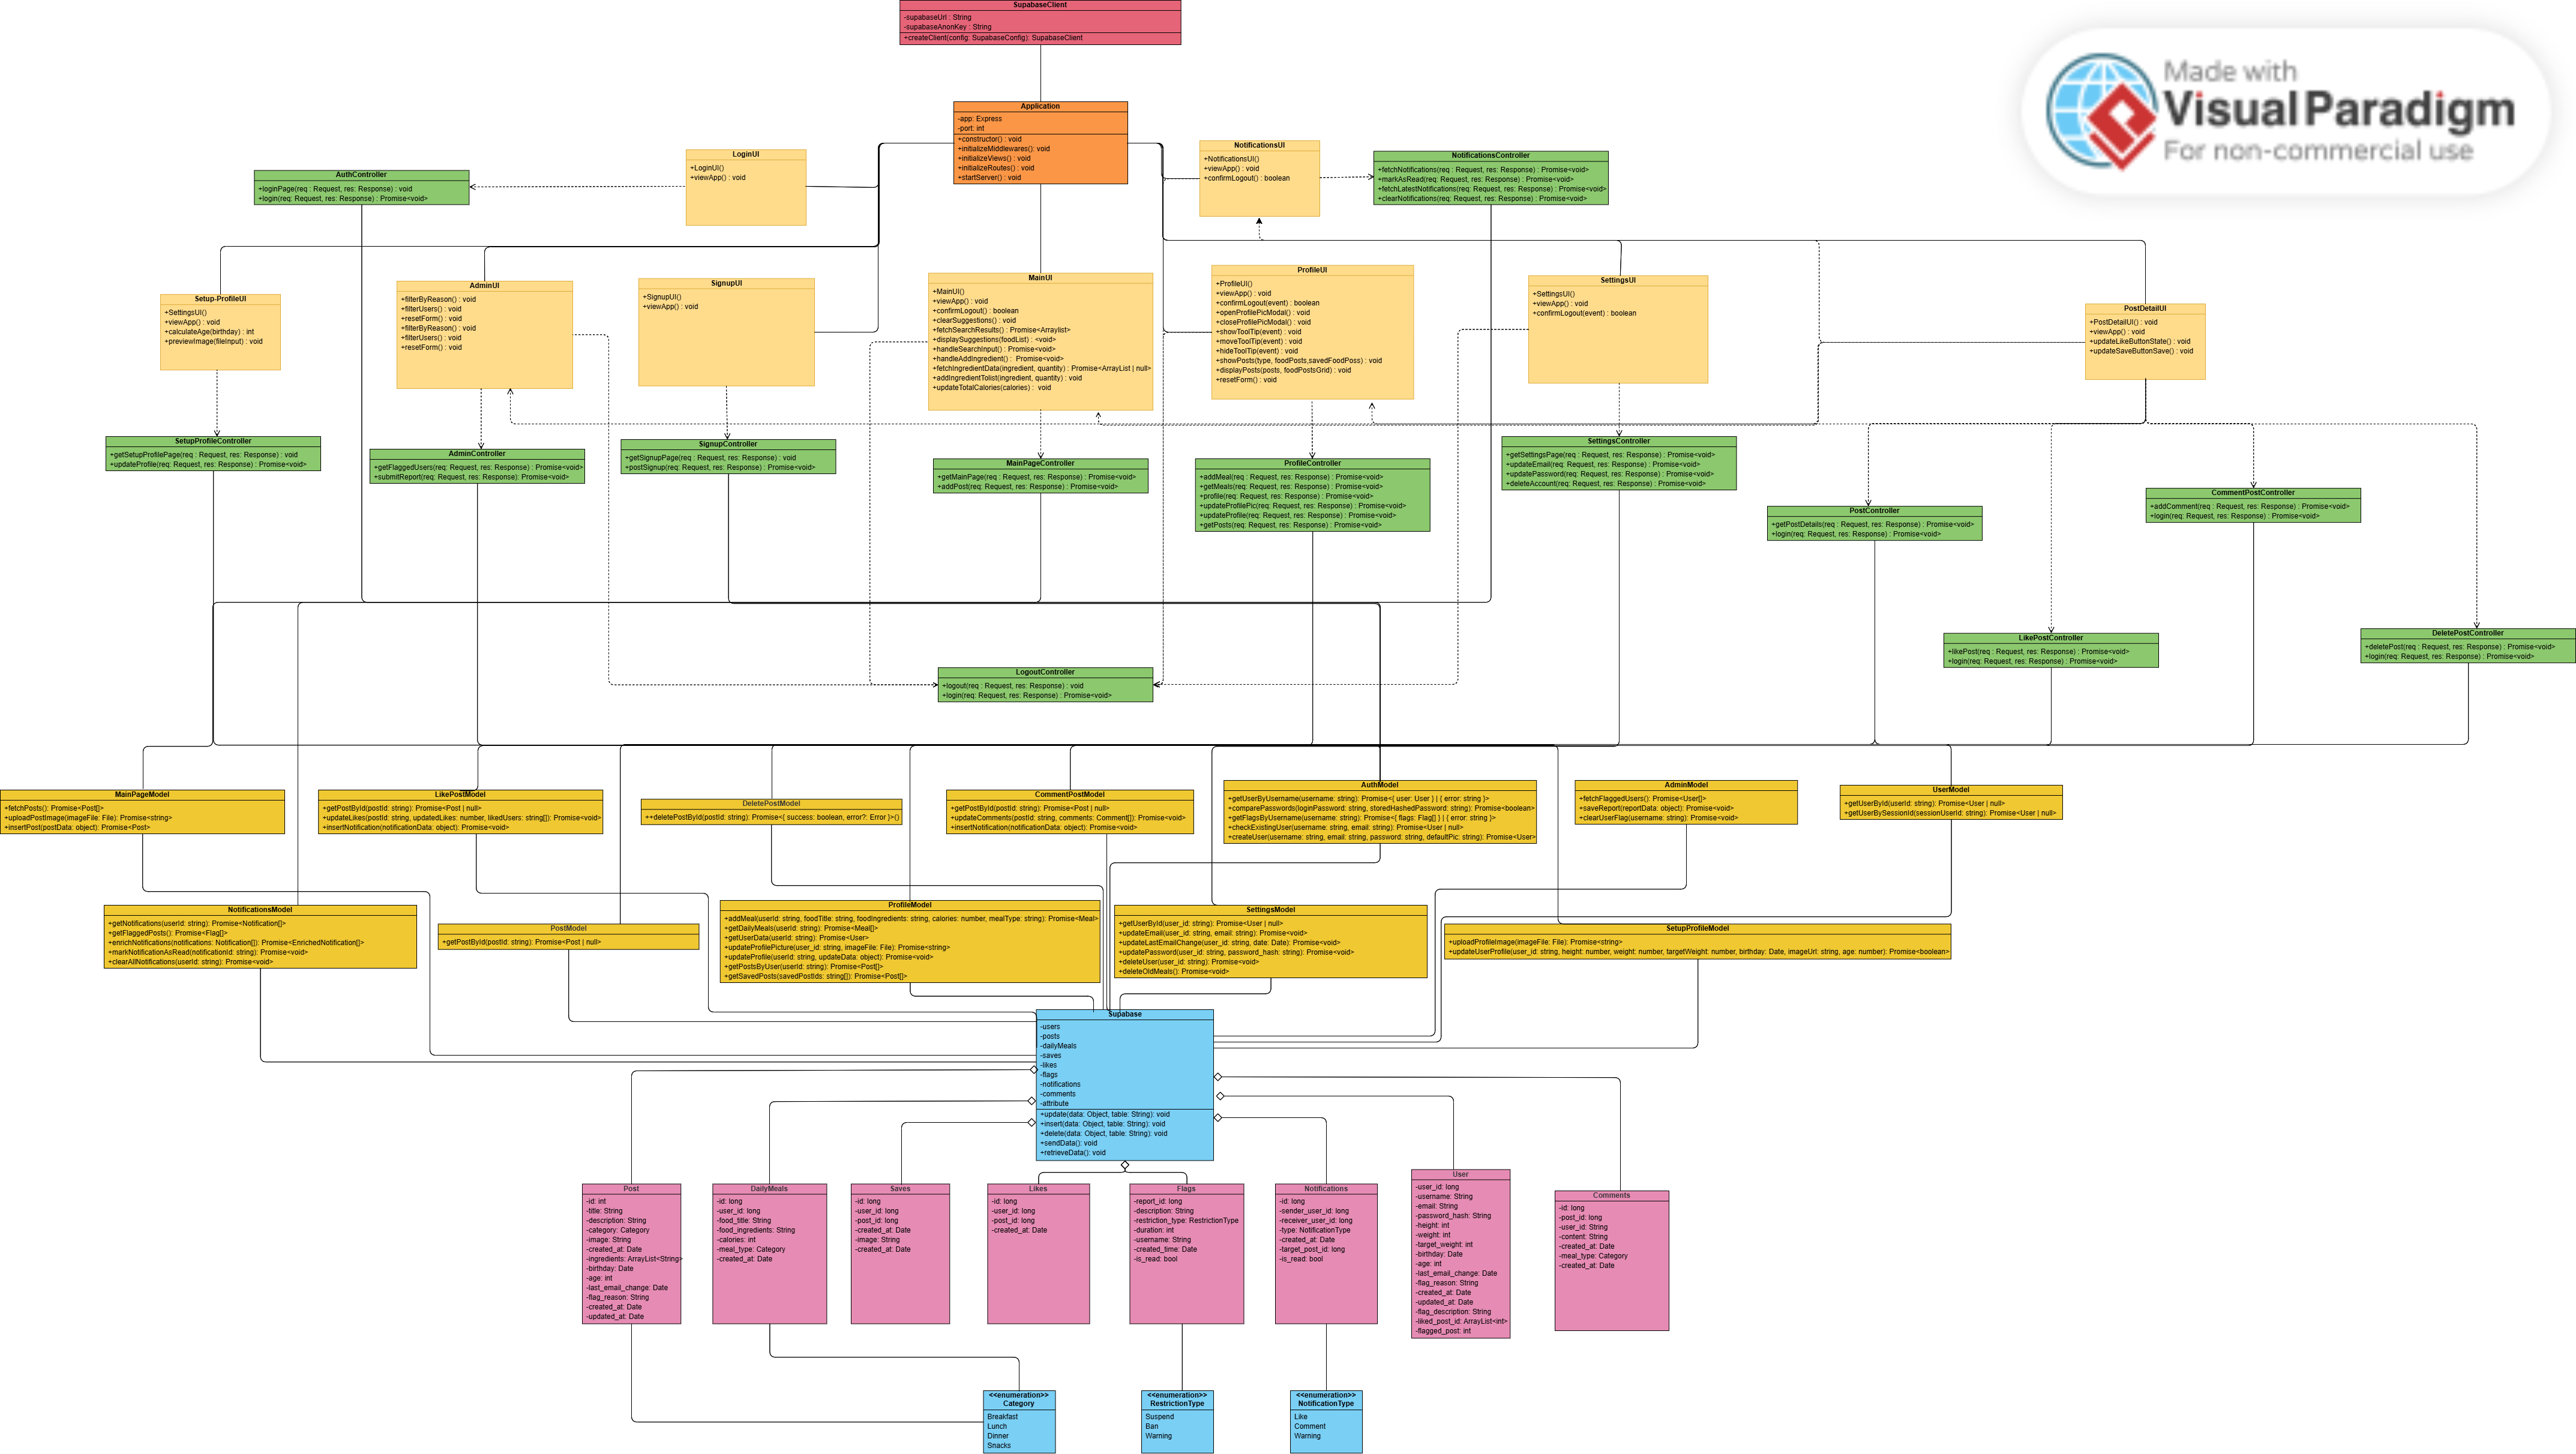 SupabaseClient
-supabaseUrl : String
-supabaseAnonKey : String
+createClient(config: SupabaseConfig): SupabaseClient
Made with
Visual Paradigm
For non-commercial use
Application
-app: Express
-port: int
+constructor() : void
+initializeMiddlewares(): void
+initializeViews() : void
+initializeRoutes() : void
+startServer() : void
LoginUI
+LoginUI()
+viewApp() : void
NotificationsUI
+NotificationsUI()
+viewApp() : void
+confirmLogout() : boolean
NotificationsController
+fetchNotifications(req : Request, res: Response) : Promise<void>
+markAsRead(req: Request, res: Response) : Promise<void>
+fetchLatestNotifications(req: Request, res: Response) : Promise<void>
+clearNotifications(req: Request, res: Response) : Promise<void>
AuthController
+loginPage(req : Request, res: Response) : void
+login(req: Request, res: Response) : Promise<void>
Setup-ProfileUI
+SettingsUI()
+viewApp() : void
+calculateAge(birthday) : int
+previewImage(fileInput) : void
AdminUI
+filterByReason() : void
+filterUsers() : void
+resetForm() : void
+filterByReason() : void
+filterUsers() : void
+resetForm() : void
SignupUI
+SignupUI()
+viewApp() : void
MainUI
+MainUI()
+viewApp() : void
+confirmLogout() : boolean
+clearSuggestions() : void
+fetchSearchResults() : Promise<Arraylist>
+displaySuggestions(foodList) : <void>
+handleSearchInput() : Promise<void>
+handleAddIngredient() :  Promise<void>
+fetchIngredientData(ingredient, quantity) : Promise<ArrayList | null>
+addIngredientTolist(ingredient, quantity) : void
+updateTotalCalories(calories) :  void
ProfileUI
+ProfileUI()
+viewApp() : void
+confirmLogout(event) : boolean
+openProfilePicModal() : void
+closeProfilePicModal() : void
+showToolTip(event) : void
+moveToolTip(event) : void
+hideToolTip(event) : void
+showPosts(type, foodPosts,savedFoodPoss) : void
+displayPosts(posts, foodPostsGrid) : void
+resetForm() : void
SettingsUI
+SettingsUI()
+viewApp() : void
+confirmLogout(event) : boolean
PostDetailUI
+PostDetailUI() : void
+viewApp() : void
+updateLikeButtonState() : void
+updateSaveButtonSave() : void
SetupProfileController
+getSetupProfilePage(req : Request, res: Response) : void
+updateProfile(req: Request, res: Response) : Promise<void>
AdminController
+getFlaggedUsers(req: Request, res: Response) : Promise<void>
+submitReport(req: Request, res: Response): Promise<void>
SignupController
+getSignupPage(req : Request, res: Response) : void
+postSignup(req: Request, res: Response) : Promise<void>
MainPageController
+getMainPage(req : Request, res: Response) : Promise<void>
+addPost(req: Request, res: Response) : Promise<void>
ProfileController
+addMeal(req : Request, res: Response) : Promise<void>
+getMeals(req: Request, res: Response) : Promise<void>
+profile(req: Request, res: Response) : Promise<void>
+updateProfilePic(req: Request, res: Response) : Promise<void>
+updateProfile(req: Request, res: Response) : Promise<void>
+getPosts(req: Request, res: Response) : Promise<void>
SettingsController
+getSettingsPage(req : Request, res: Response) : Promise<void>
+updateEmail(req: Request, res: Response) : Promise<void>
+updatePassword(req: Request, res: Response) : Promise<void>
+deleteAccount(req: Request, res: Response) : Promise<void>
PostController
+getPostDetails(req : Request, res: Response) : Promise<void>
+login(req: Request, res: Response) : Promise<void>
CommentPostController
+addComment(req : Request, res: Response) : Promise<void>
+login(req: Request, res: Response) : Promise<void>
LikePostController
+likePost(req : Request, res: Response) : Promise<void>
+login(req: Request, res: Response) : Promise<void>
DeletePostController
+deletePost(req : Request, res: Response) : Promise<void>
+login(req: Request, res: Response) : Promise<void>
LogoutController
+logout(req : Request, res: Response) : void
+login(req: Request, res: Response) : Promise<void>
MainPageModel
+fetchPosts(): Promise<Post[]>
+uploadPostImage(imageFile: File): Promise<string>
+insertPost(postData: object): Promise<Post>
LikePostModel
+getPostById(postId: string): Promise<Post | null>
+updateLikes(postId: string, updatedLikes: number, likedUsers: string[]): Promise<void>
+insertNotification(notificationData: object): Promise<void>
DeletePostModel
++deletePostById(postId: string): Promise<{ success: boolean, error?: Error }>()
CommentPostModel
+getPostById(postId: string): Promise<Post | null>
+updateComments(postId: string, comments: Comment[]): Promise<void>
+insertNotification(notificationData: object): Promise<void>
AuthModel
+getUserByUsername(username: string): Promise<{ user: User } | { error: string }>
+comparePasswords(loginPassword: string, storedHashedPassword: string): Promise<boolean>
+getFlagsByUsername(username: string): Promise<{ flags: Flag[] } | { error: string }>
+checkExistingUser(username: string, email: string): Promise<User | null>
+createUser(username: string, email: string, password: string, defaultPic: string): Promise<User>
AdminModel
+fetchFlaggedUsers(): Promise<User[]>
+saveReport(reportData: object): Promise<void>
+clearUserFlag(username: string): Promise<void>
UserModel
+getUserById(userId: string): Promise<User | null>
+getUserBySessionId(sessionUserId: string): Promise<User | null>
NotificationsModel
+getNotifications(userId: string): Promise<Notification[]>
+getFlaggedPosts(): Promise<Flag[]>
+enrichNotifications(notifications: Notification[]): Promise<EnrichedNotification[]>
+markNotificationAsRead(notificationId: string): Promise<void>
+clearAllNotifications(userId: string): Promise<void>
PostModel
+getPostById(postId: string): Promise<Post | null>
ProfileModel
+addMeal(userId: string, foodTitle: string, foodIngredients: string, calories: number, mealType: string): Promise<Meal>
+getDailyMeals(userId: string): Promise<Meal[]>
+getUserData(userId: string): Promise<User>
+updateProfilePicture(user_id: string, imageFile: File): Promise<string>
+updateProfile(userId: string, updateData: object): Promise<void>
+getPostsByUser(userId: string): Promise<Post[]>
+getSavedPosts(savedPostIds: string[]): Promise<Post[]>
SettingsModel
+getUserById(user_id: string): Promise<User | null>
+updateEmail(user_id: string, email: string): Promise<void>
+updateLastEmailChange(user_id: string, date: Date): Promise<void>
+updatePassword(user_id: string, password_hash: string): Promise<void>
+deleteUser(user_id: string): Promise<void>
+deleteOldMeals(): Promise<void>
SetupProfileModel
+uploadProfileImage(imageFile: File): Promise<string>
+updateUserProfile(user_id: string, height: number, weight: number, targetWeight: number, birthday: Date, imageUrl: string, age: number): Promise<boolean>
Supabase
-users
-posts
-dailyMeals
-saves
-likes
-flags
-notifications
-comments
-attribute
+update(data: Object, table: String): void
+insert(data: Object, table: String): void
+delete(data: Object, table: String): void
+sendData(): void
+retrieveData(): void
Post
-id: int
-title: String
-description: String
-category: Category
-image: String
-created_at: Date
-ingredients: ArrayList<String>
-birthday: Date
-age: int
-last_email_change: Date
-flag_reason: String
-created_at: Date
-updated_at: Date
DailyMeals
-id: long
-user_id: long
-food_title: String
-food_ingredients: String
-calories: int
-meal_type: Category
-created_at: Date
Saves
-id: long
-user_id: long
-post_id: long
-created_at: Date
-image: String
-created_at: Date
Likes
-id: long
-user_id: long
-post_id: long
-created_at: Date
Flags
-report_id: long
-description: String
-restriction_type: RestrictionType
-duration: int
-username: String
-created_time: Date
-is_read: bool
Notifications
-id: long
-sender_user_id: long
-receiver_user_id: long
-type: NotificationType
-created_at: Date
-target_post_id: long
-is_read: bool
User
-user_id: long
-username: String
-email: String
-password_hash: String
-height: int
-weight: int
-target_weight: int
-birthday: Date
-age: int
-last_email_change: Date
-flag_reason: String
-created_at: Date
-updated_at: Date
-flag_description: String
-liked_post_id: ArrayList<int>
-flagged_post: int
Comments
-id: long
-post_id: long
-user_id: String
-content: String
-created_at: Date
-meal_type: Category
-created_at: Date
<<enumeration>>
Category
Breakfast
Lunch
Dinner
Snacks
<<enumeration>>
RestrictionType
Suspend
Ban
Warning
<<enumeration>>
NotificationType
Like
Comment
Warning